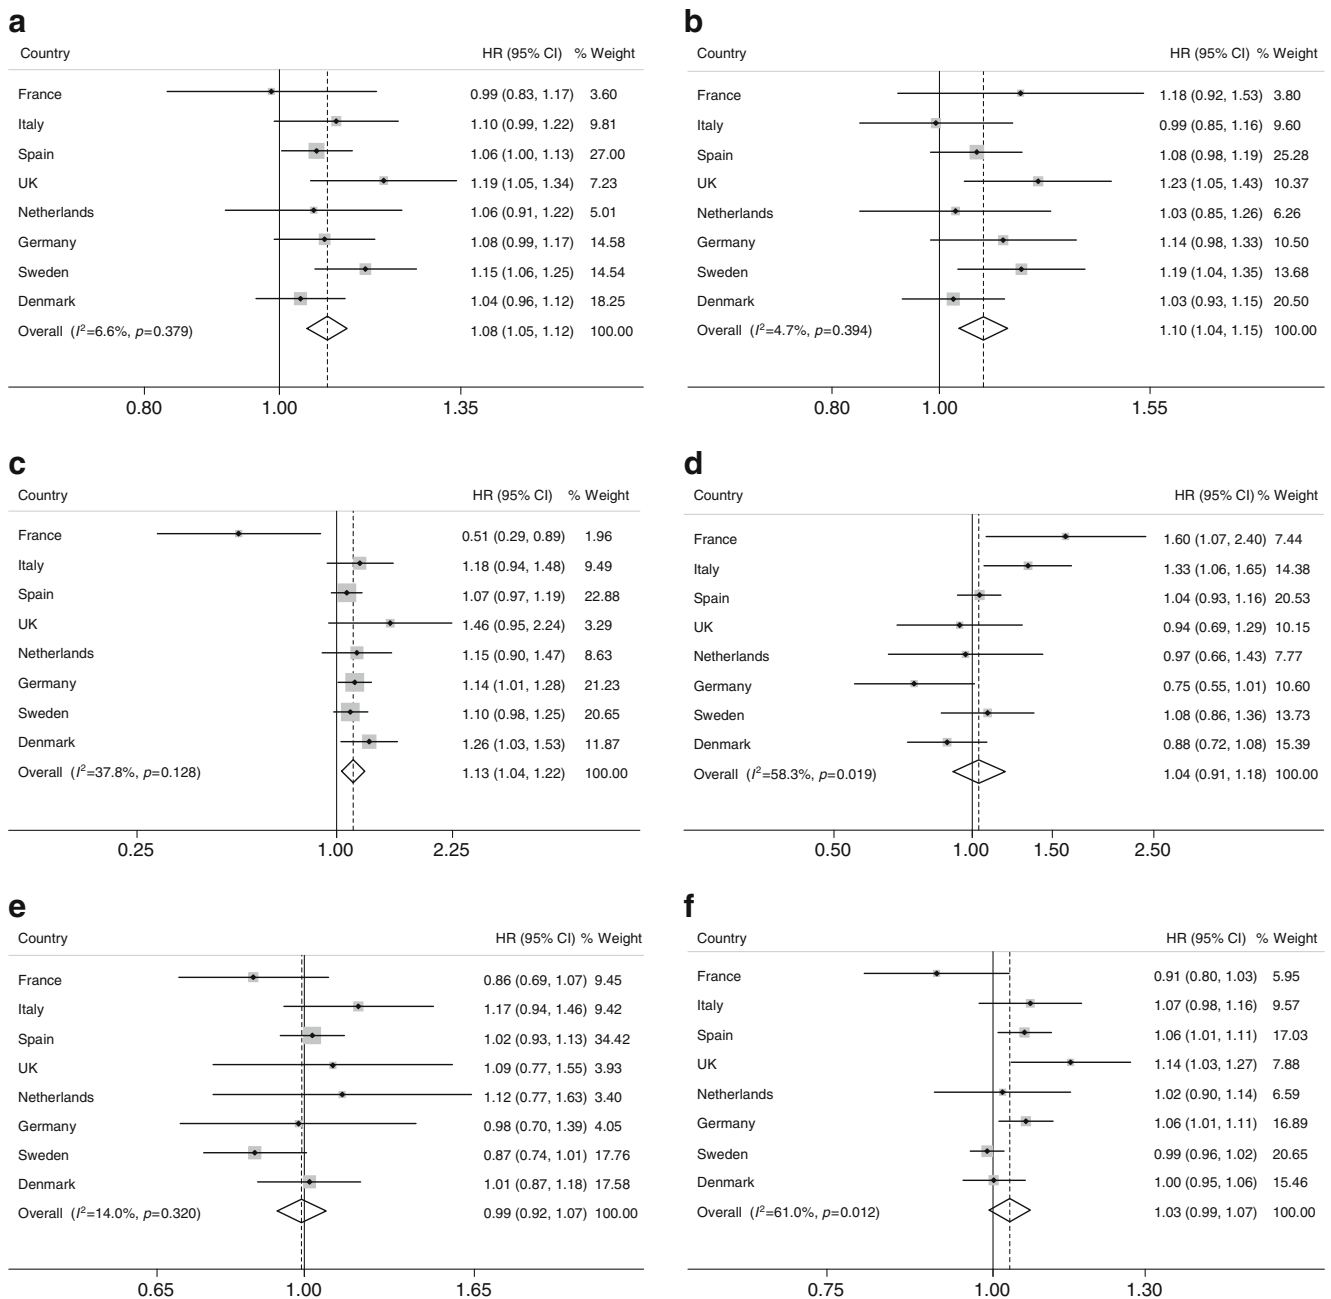 a
Country HR (95% CI) % Weight
France 0.99 (0.83, 1.17) 3.60
Italy 1.10 (0.99, 1.22) 9.81
Spain 1.06 (1.00, 1.13) 27.00
UK 1.19 (1.05, 1.34) 7.23
Netherlands 1.06 (0.91, 1.22) 5.01
Germany 1.08 (0.99, 1.17) 14.58
Sweden 1.15 (1.06, 1.25) 14.54
Denmark 1.04 (0.96, 1.12) 18.25
Overall (I²=6.6%, p=0.379) 1.08 (1.05, 1.12) 100.00
0.80 1.00 1.35
b
Country HR (95% CI) % Weight
France 1.18 (0.92, 1.53) 3.80
Italy 0.99 (0.85, 1.16) 9.60
Spain 1.08 (0.98, 1.19) 25.28
UK 1.23 (1.05, 1.43) 10.37
Netherlands 1.03 (0.85, 1.26) 6.26
Germany 1.14 (0.98, 1.33) 10.50
Sweden 1.19 (1.04, 1.35) 13.68
Denmark 1.03 (0.93, 1.15) 20.50
Overall (I²=4.7%, p=0.394) 1.10 (1.04, 1.15) 100.00
0.80 1.00 1.55
c
Country HR (95% CI) % Weight
France 0.51 (0.29, 0.89) 1.96
Italy 1.18 (0.94, 1.48) 9.49
Spain 1.07 (0.97, 1.19) 22.88
UK 1.46 (0.95, 2.24) 3.29
Netherlands 1.15 (0.90, 1.47) 8.63
Germany 1.14 (1.01, 1.28) 21.23
Sweden 1.10 (0.98, 1.25) 20.65
Denmark 1.26 (1.03, 1.53) 11.87
Overall (I²=37.8%, p=0.128) 1.13 (1.04, 1.22) 100.00
0.25 1.00 2.25
d
Country HR (95% CI) % Weight
France 1.60 (1.07, 2.40) 7.44
Italy 1.33 (1.06, 1.65) 14.38
Spain 1.04 (0.93, 1.16) 20.53
UK 0.94 (0.69, 1.29) 10.15
Netherlands 0.97 (0.66, 1.43) 7.77
Germany 0.75 (0.55, 1.01) 10.60
Sweden 1.08 (0.86, 1.36) 13.73
Denmark 0.88 (0.72, 1.08) 15.39
Overall (I²=58.3%, p=0.019) 1.04 (0.91, 1.18) 100.00
0.50 1.00 1.50 2.50
e
Country HR (95% CI) % Weight
France 0.86 (0.69, 1.07) 9.45
Italy 1.17 (0.94, 1.46) 9.42
Spain 1.02 (0.93, 1.13) 34.42
UK 1.09 (0.77, 1.55) 3.93
Netherlands 1.12 (0.77, 1.63) 3.40
Germany 0.98 (0.70, 1.39) 4.05
Sweden 0.87 (0.74, 1.01) 17.76
Denmark 1.01 (0.87, 1.18) 17.58
Overall (I²=14.0%, p=0.320) 0.99 (0.92, 1.07) 100.00
0.65 1.00 1.65
f
Country HR (95% CI) % Weight
France 0.91 (0.80, 1.03) 5.95
Italy 1.07 (0.98, 1.16) 9.57
Spain 1.06 (1.01, 1.11) 17.03
UK 1.14 (1.03, 1.27) 7.88
Netherlands 1.02 (0.90, 1.14) 6.59
Germany 1.06 (1.01, 1.11) 16.89
Sweden 0.99 (0.96, 1.02) 20.65
Denmark 1.00 (0.95, 1.06) 15.46
Overall (I²=61.0%, p=0.012) 1.03 (0.99, 1.07) 100.00
0.75 1.00 1.30